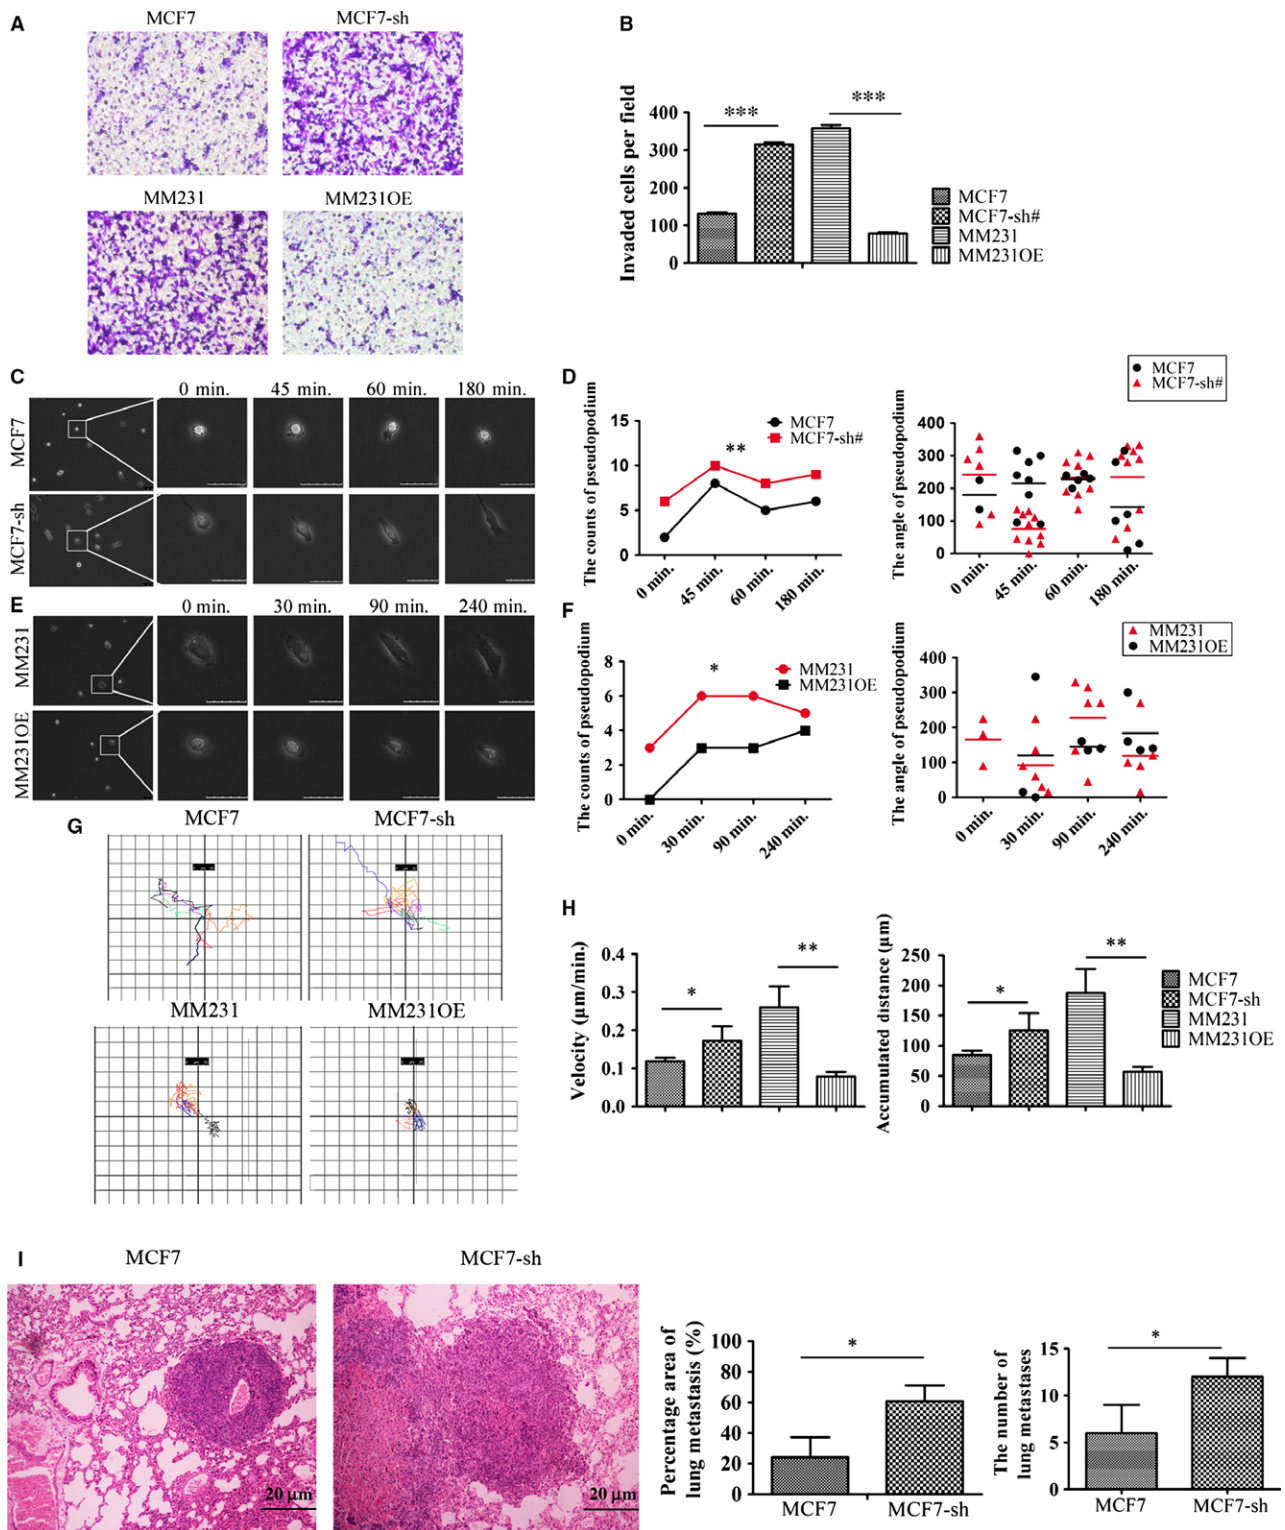 A
MCF7
MCF7-sh
MM231
MM231OE
B
Invaded cells per field
400
300
200
100
0
***
***
MCF7
MCF7-sh#
MM231
MM231OE
C
0 min.
45 min.
60 min.
180 min.
MCF7
MCF7-sh
D
The counts of pseudopodium
15
10
5
0
**
MCF7
MCF7-sh#
0 min.
45 min.
60 min.
180 min.
MCF7
MCF7-sh#
The angle of pseudopodium
400
300
200
100
0
0 min.
45 min.
60 min.
180 min.
E
0 min.
30 min.
90 min.
240 min.
MM231
MM231OE
F
The counts of pseudopodium
8
6
4
2
0
*
MM231
MM231OE
0 min.
30 min.
90 min.
240 min.
MM231
MM231OE
The angle of pseudopodium
400
300
200
100
0
0 min.
30 min.
90 min.
240 min.
G
MCF7
MCF7-sh
MM231
MM231OE
H
Velocity (μm/min.)
0.4
0.3
0.2
0.1
0.0
*
**
Accumulated distance (μm)
250
200
150
100
50
0
*
**
MCF7
MCF7-sh
MM231
MM231OE
I
MCF7
MCF7-sh
20 μm
20 μm
Percentage area of
lung metastasis (%)
100
80
60
40
20
0
*
MCF7
MCF7-sh
The number of
lung metastases
15
10
5
0
*
MCF7
MCF7-sh